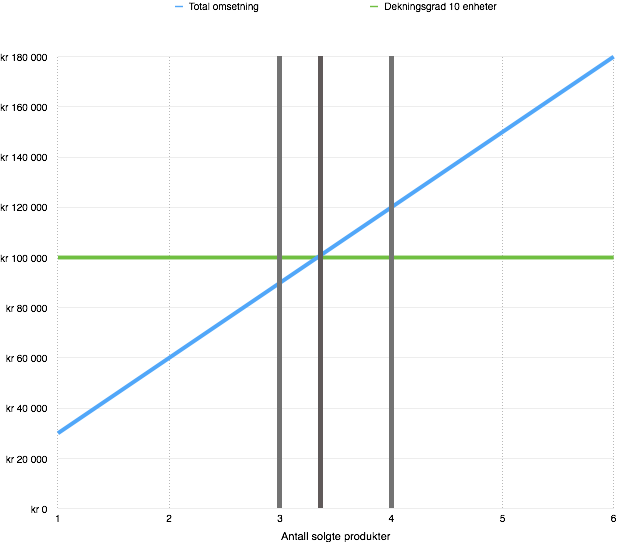 Total omsetning
Dekningsgrad 10 enheter
kr 180 000
kr 160 000
kr 140 000
kr 120 000
kr 100 000
kr 80 000
kr 60 000
kr 40 000
kr 20 000
kr 0
1 2 3 4 5 6
Antall solgte produkter